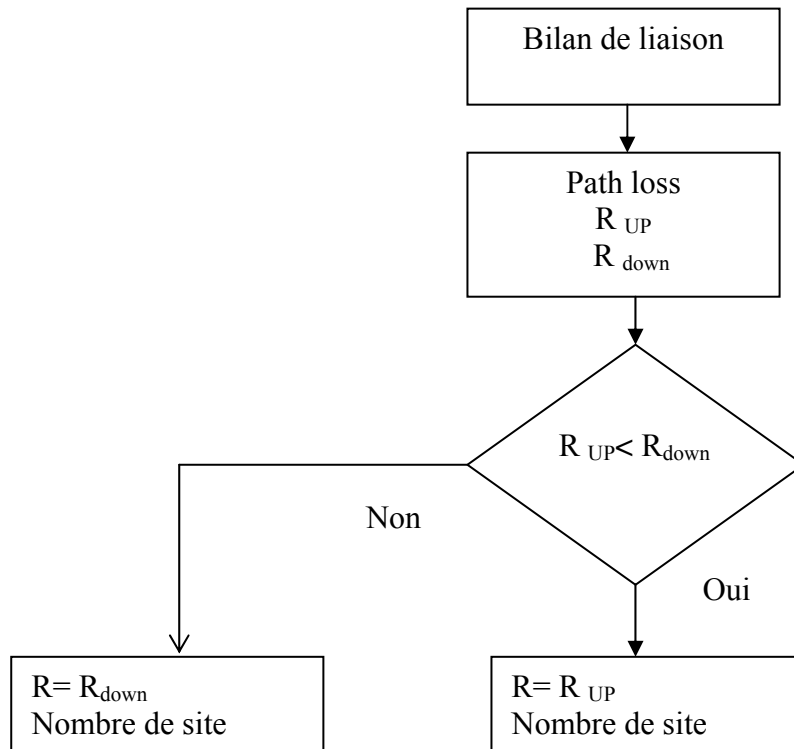 Bilan de liaison
Path loss
R UP
R down
R UP< Rdown
Non
Oui
R= Rdown
Nombre de site
R= R UP
Nombre de site